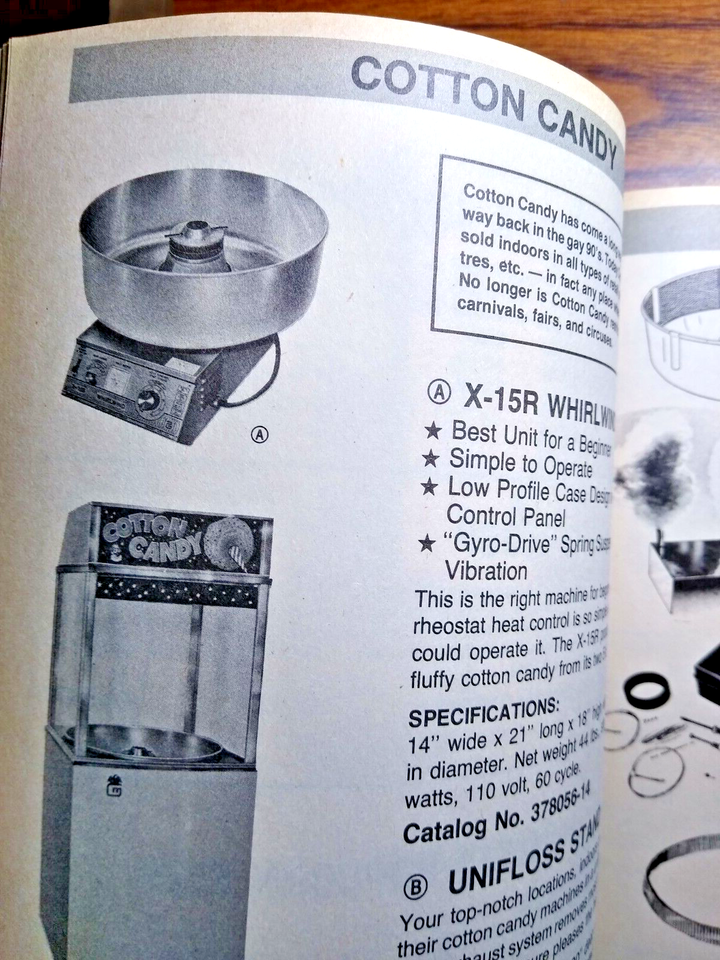 COTTON CANDY
Cotton Candy has come a
way back in the gay 90's.
sold indoors in all types of
tres, etc. — in fact any place
No longer is Cotton Candy
carnivals, fairs, and circuses.
Ⓐ X-15R WHIRLWIN
★ Best Unit for a Beginner
★ Simple to Operate
★ Low Profile Case Design
Control Panel
★ "Gyro-Drive" Spring
Vibration
This is the right machine for
rheostat heat control is so
could operate it. The X-15R
fluffy cotton candy from its
SPECIFICATIONS:
14" wide x 21" long x 18"
in diameter. Net weight 44 lbs.
watts, 110 volt, 60 cycle.
Catalog No. 378056-14
Ⓑ UNIFLOSS
Your top-notch locations,
their cotton candy machines
exhaust system removes
pleases
Ⓐ
COTTON
CANDY